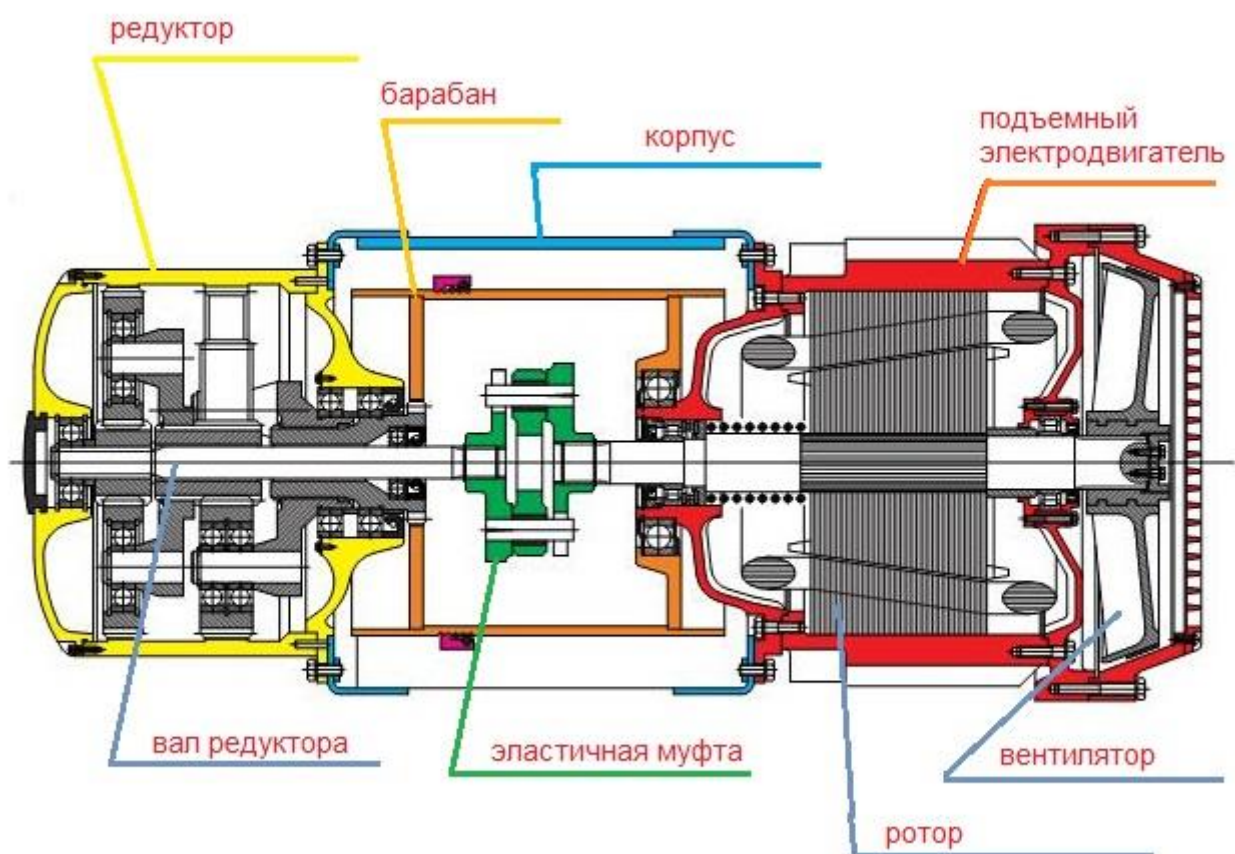 редуктор
барабан
корпус
подъемный
электродвигатель
вал редуктора
эластичная муфта
вентилятор
ротор